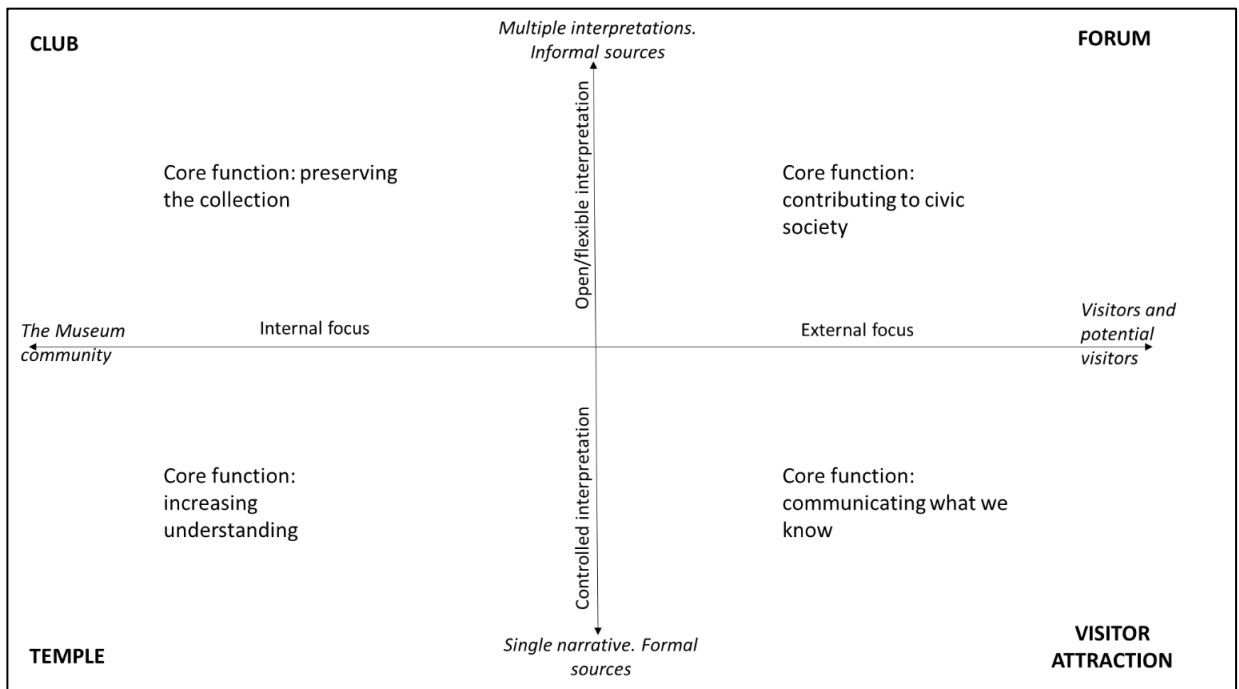 CLUB
Multiple interpretations.
Informal sources
FORUM
Open/flexible interpretation
Core function: preserving
the collection
Core function:
contributing to civic
society
The Museum
community
Internal focus
External focus
Visitors and
potential
visitors
Controlled interpretation
Core function:
increasing
understanding
Core function:
communicating what we
know
TEMPLE
Single narrative. Formal
sources
VISITOR
ATTRACTION